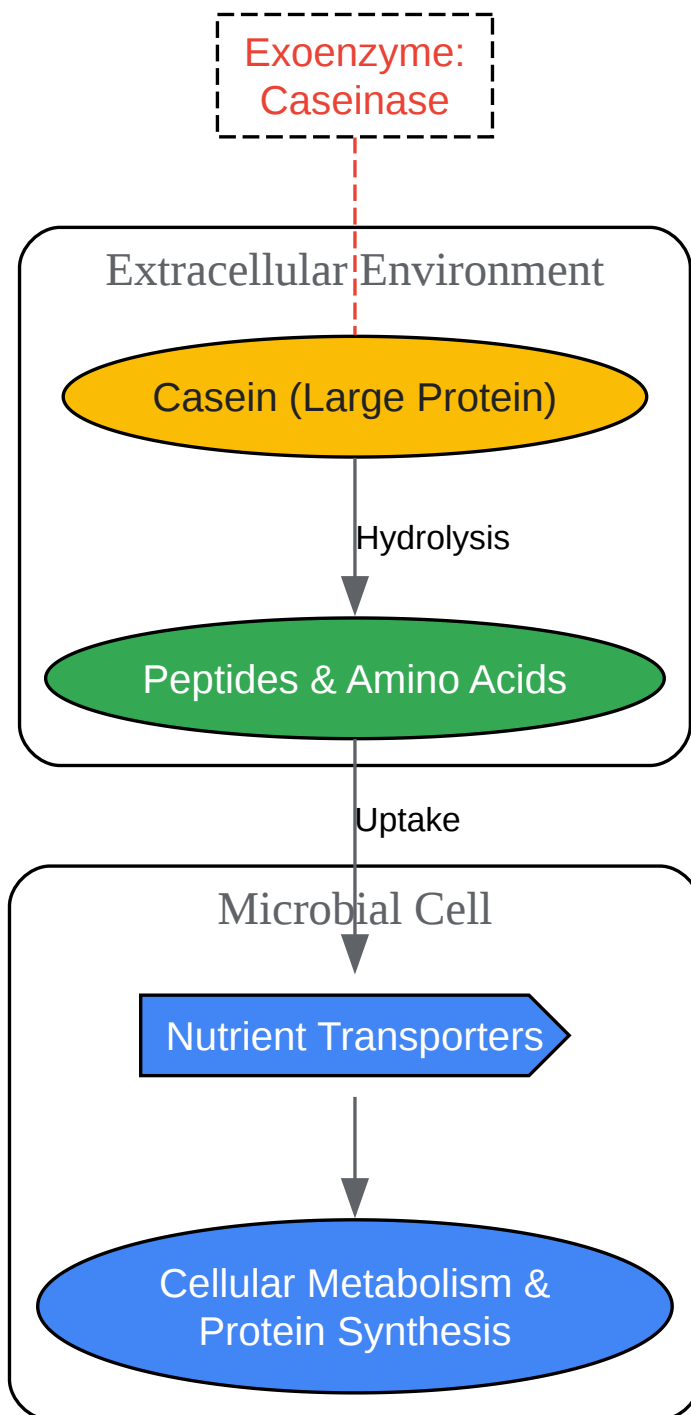 Exoenzyme:
Caseinase
Extracellular Environment
Casein (Large Protein)
Hydrolysis
Peptides & Amino Acids
Uptake
Microbial Cell
Nutrient Transporters
Cellular Metabolism &
Protein Synthesis